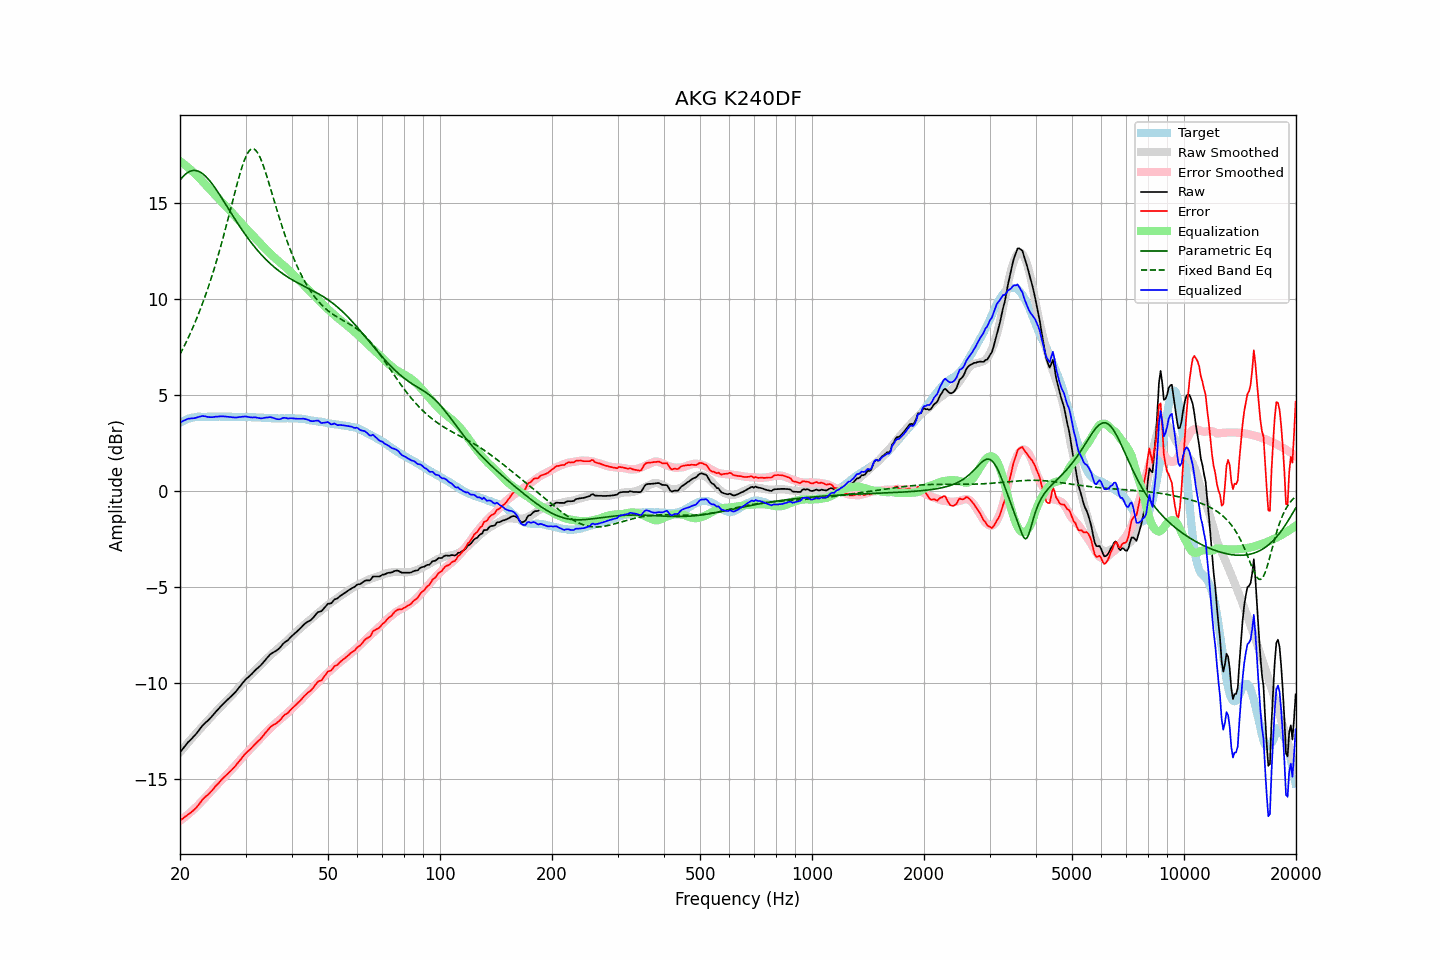 AKG K240DF
Amplitude (dBr)
15
10
5
0
−5
−10
−15
20
50
100
200
500
1000
2000
5000
10000
20000
Frequency (Hz)
Target
Raw Smoothed
Error Smoothed
Raw
Error
Equalization
Parametric Eq
Fixed Band Eq
Equalized